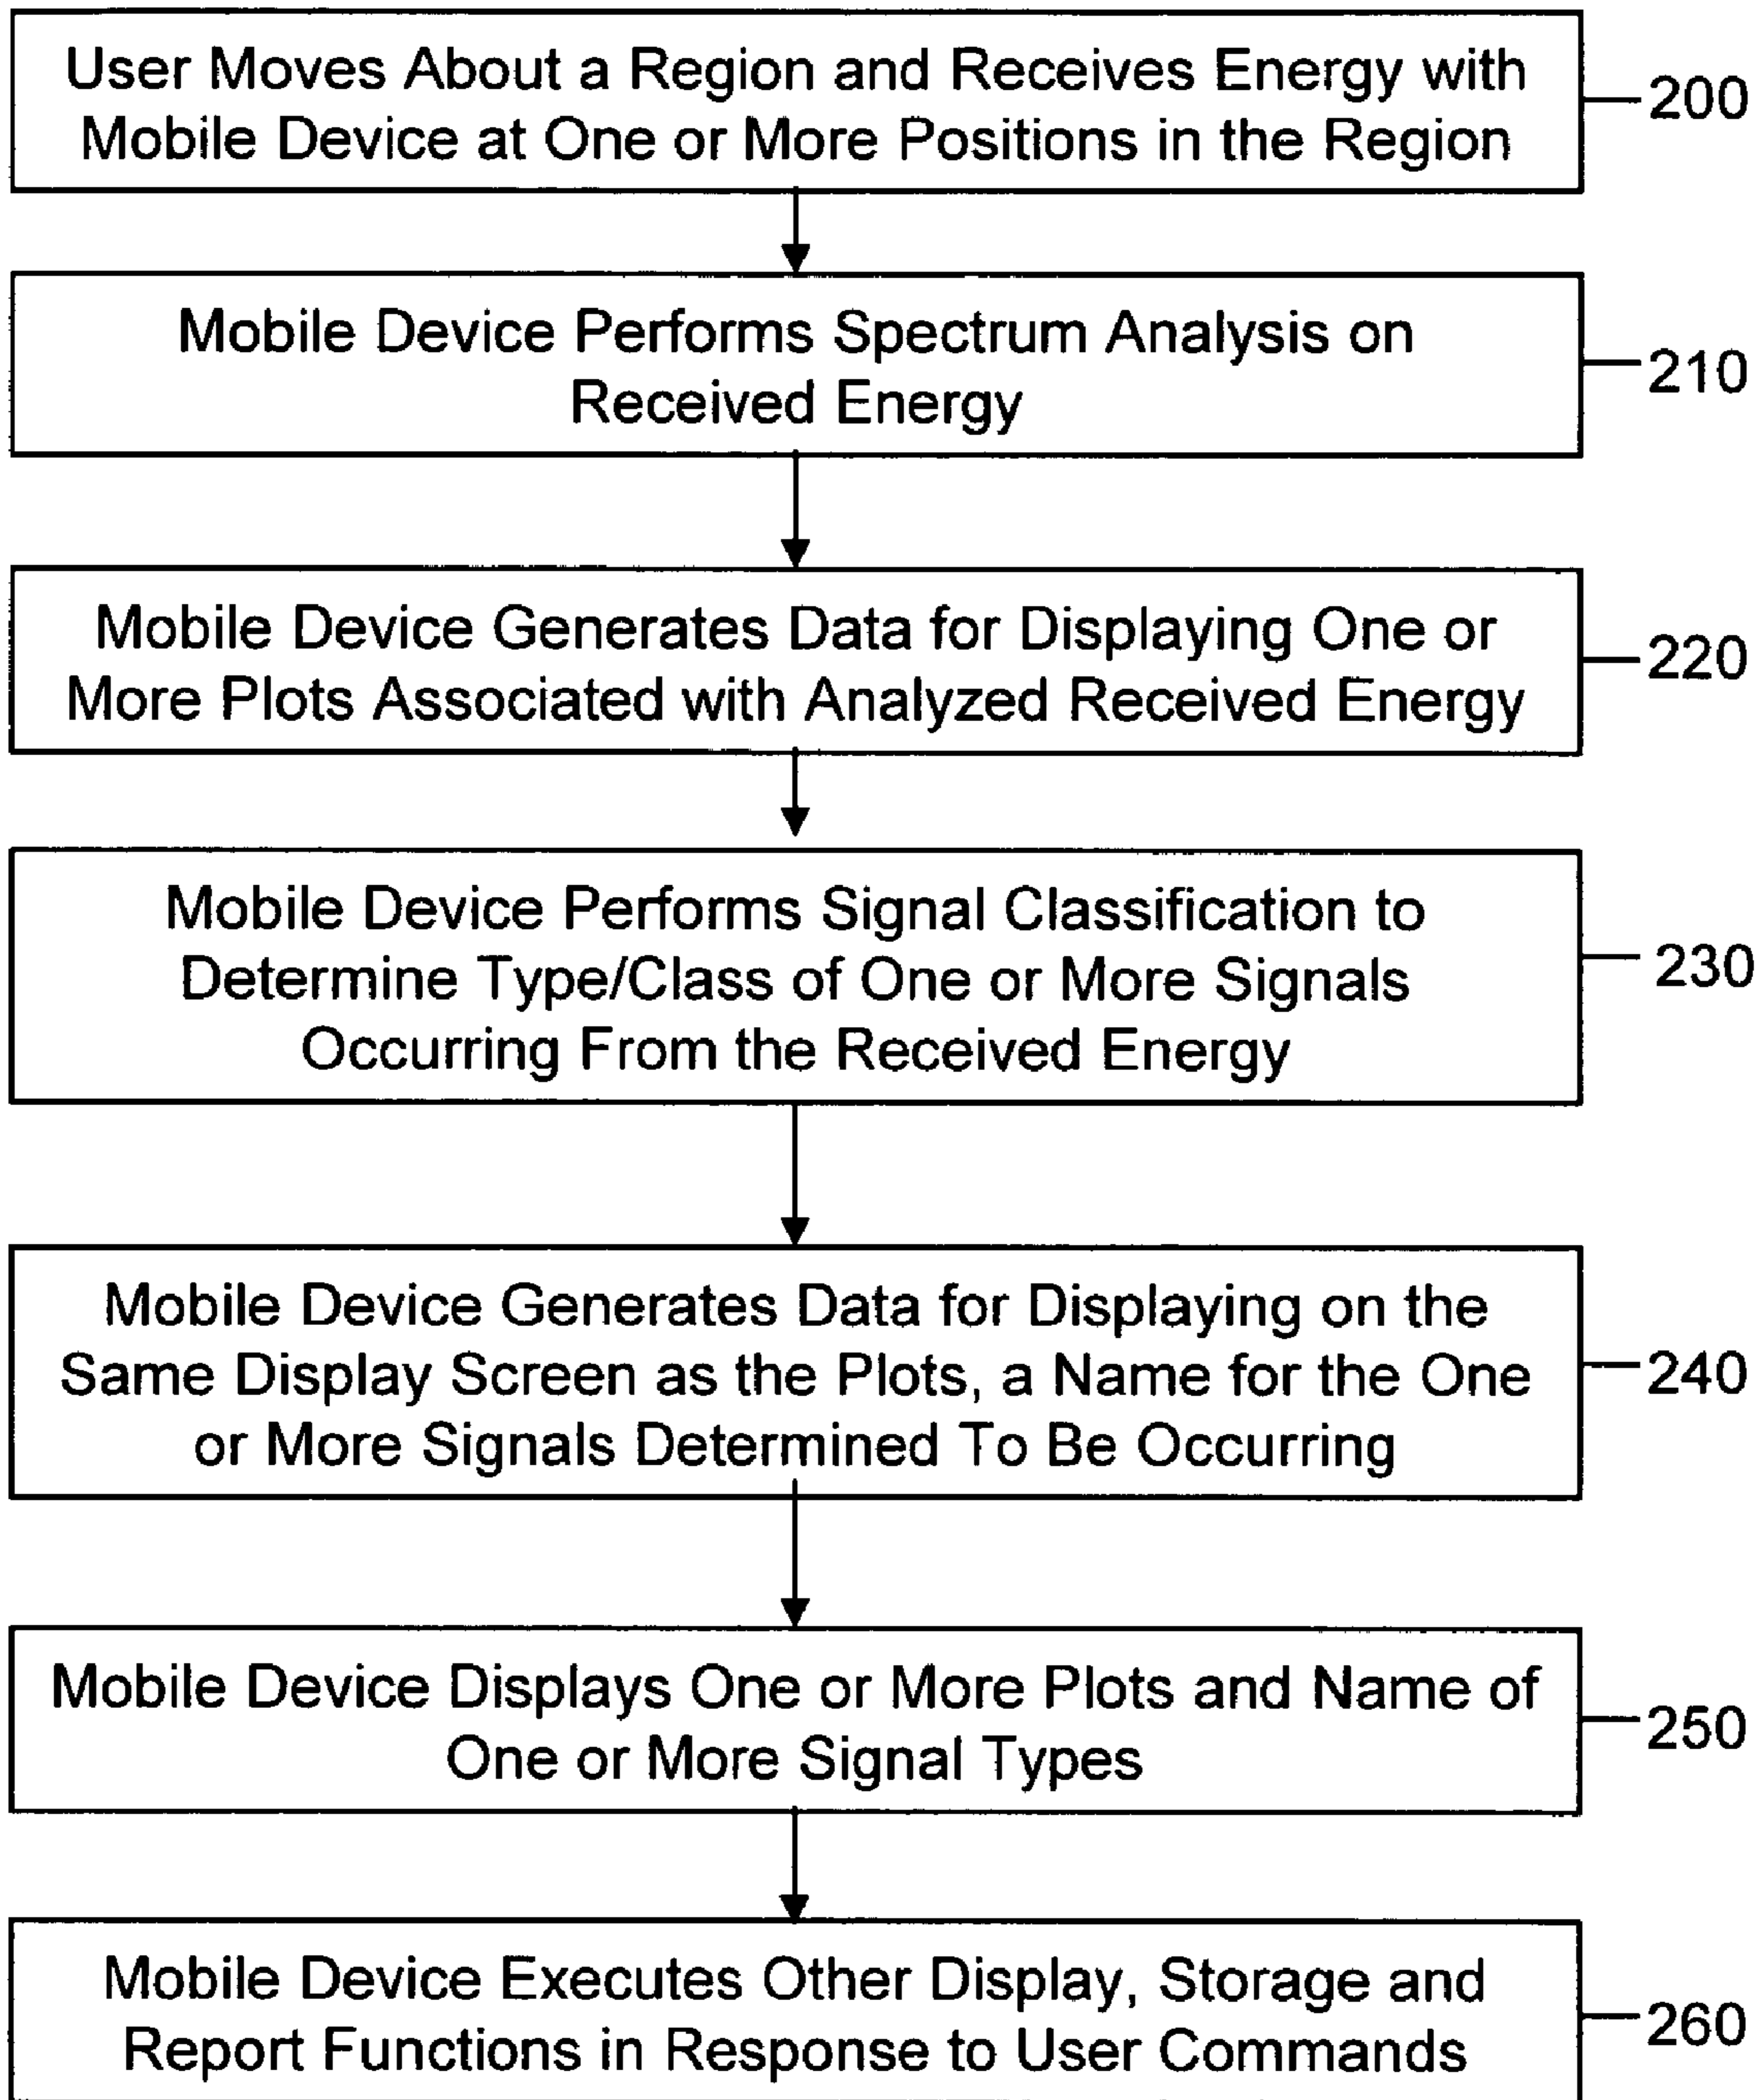 User Moves About a Region and Receives Energy with
Mobile Device at One or More Positions in the Region
200
Mobile Device Performs Spectrum Analysis on
Received Energy
210
Mobile Device Generates Data for Displaying One or
More Plots Associated with Analyzed Received Energy
220
Mobile Device Performs Signal Classification to
Determine Type/Class of One or More Signals
Occurring From the Received Energy
230
Mobile Device Generates Data for Displaying on the
Same Display Screen as the Plots, a Name for the One
or More Signals Determined To Be Occurring
240
Mobile Device Displays One or More Plots and Name of
One or More Signal Types
250
Mobile Device Executes Other Display, Storage and
Report Functions in Response to User Commands
260